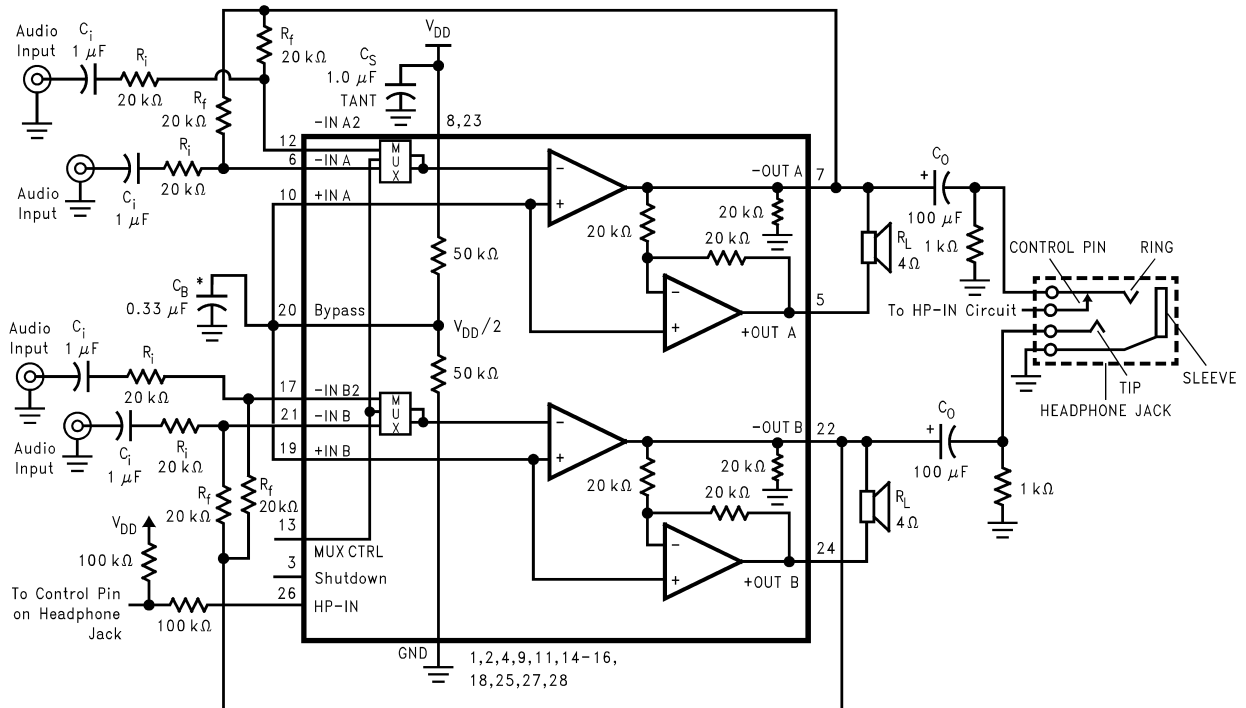 Audio
Input
Ci
1 μF
Ri
20 kΩ
Rf
20 kΩ
Rf
20 kΩ
VDD
CS
1.0 μF
TANT
8,23
Audio
Input
Ci
1 μF
Ri
20 kΩ
-IN A2
12
6
-IN A
10
+IN A
MUX
-
+
-OUT A
7
20 kΩ
20 kΩ
20 kΩ
50 kΩ
-
+
5
+OUT A
RL
4Ω
CO
+
100 μF
1 kΩ
CONTROL PIN
RING
To HP-IN Circuit
TIP
SLEEVE
HEADPHONE JACK
CB
*
0.33 μF
20
Bypass
VDD/2
50 kΩ
Audio
Input
Ci
1 μF
Ri
20 kΩ
Audio
Input
Ci
1 μF
Ri
20 kΩ
17
-IN B2
21
-IN B
19
+IN B
MUX
-
+
-OUT B
22
20 kΩ
20 kΩ
20 kΩ
-
+
24
+OUT B
RL
4Ω
CO
+
100 μF
1 kΩ
Rf
20 kΩ
Rf
20kΩ
13
MUX CTRL
3
Shutdown
26
HP-IN
VDD
100 kΩ
To Control Pin
on Headphone
Jack
100 kΩ
GND
1,2,4,9,11,14-16,
18,25,27,28